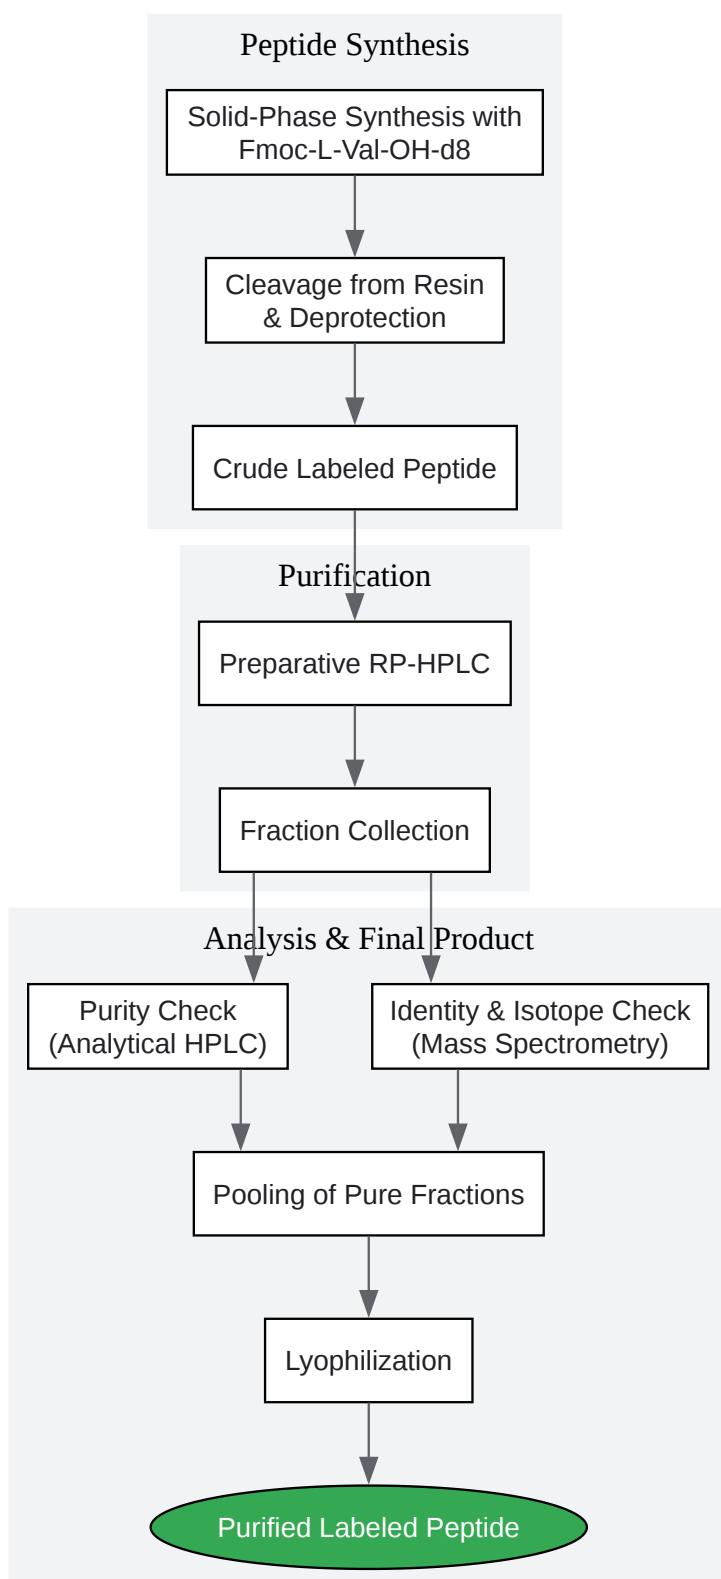 Peptide Synthesis
Solid-Phase Synthesis with
Fmoc-L-Val-OH-d8
Cleavage from Resin
& Deprotection
Crude Labeled Peptide
Purification
Preparative RP-HPLC
Fraction Collection
Analysis & Final Product
Purity Check
(Analytical HPLC)
Identity & Isotope Check
(Mass Spectrometry)
Pooling of Pure Fractions
Lyophilization
Purified Labeled Peptide